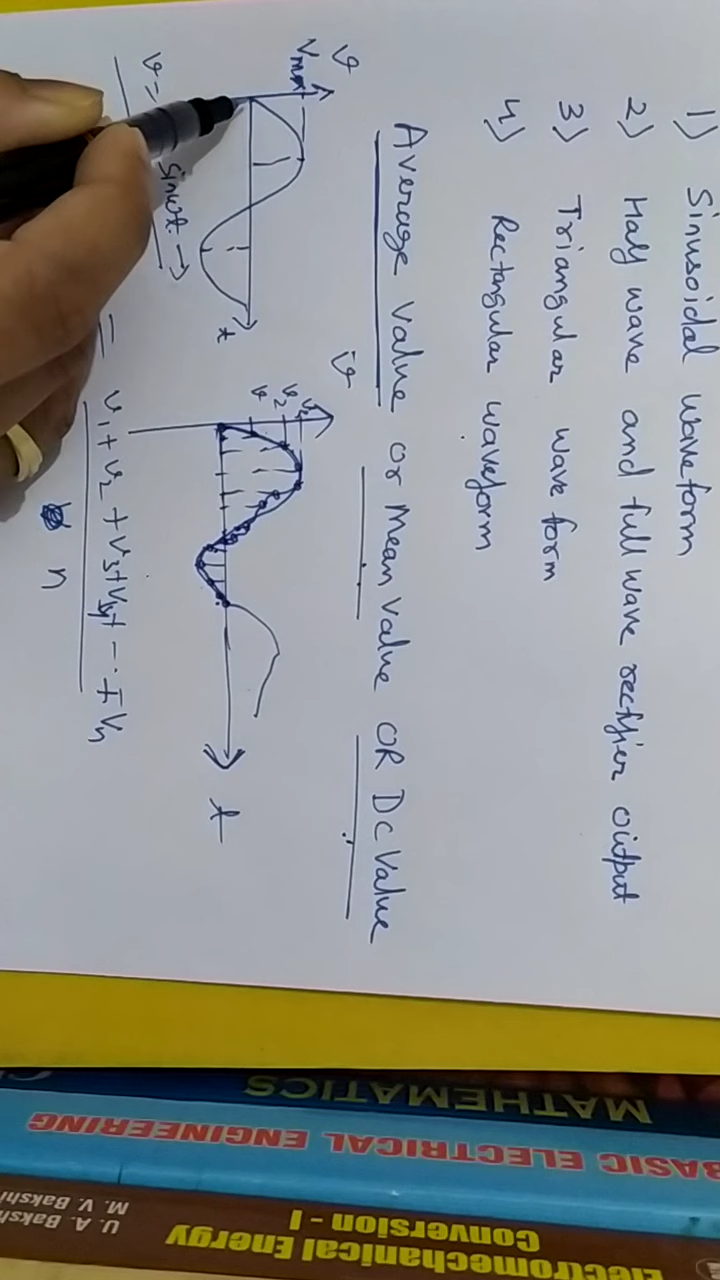 1) Sinusoidal waveform
2) Half wave and full wave rectifier output
3) Triangular wave form
4) Rectangular waveform
Average value or Mean value OR DC Value
v
Vmax
t
v=
sinωt →
v
v2
v
t
= v1 + v2 + v3 + v4 + - - . + vn
n
MATHEMATICS
BASIC ELECTRICAL ENGINEERING
Electromechanical Energy
Conversion - I
U. A. Bakshi
M. V. Bakshi